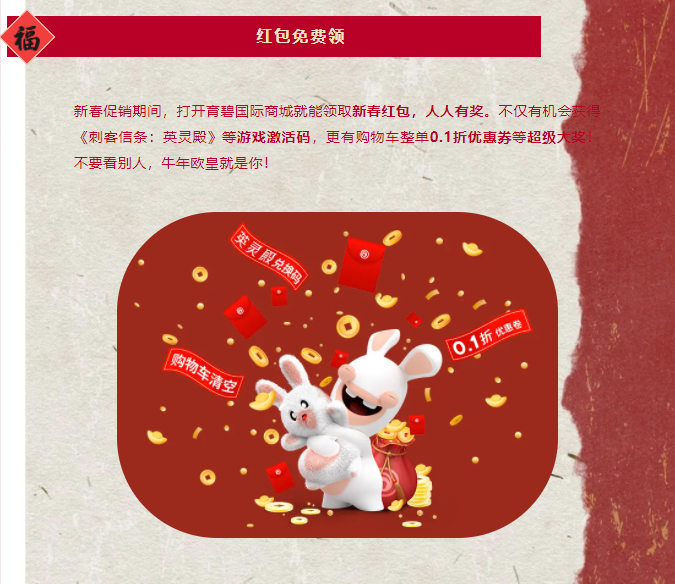 福
红包免费领
新春促销期间，打开育碧国际商城就能领取新春红包，人人有奖。不仅有机会获得
《刺客信条：英灵殿》等游戏激活码，更有购物车整单0.1折优惠券等超级大奖！
不要看别人，牛年欧皇就是你！
英灵殿兑换码
0.1折 优惠卷
购物车清空